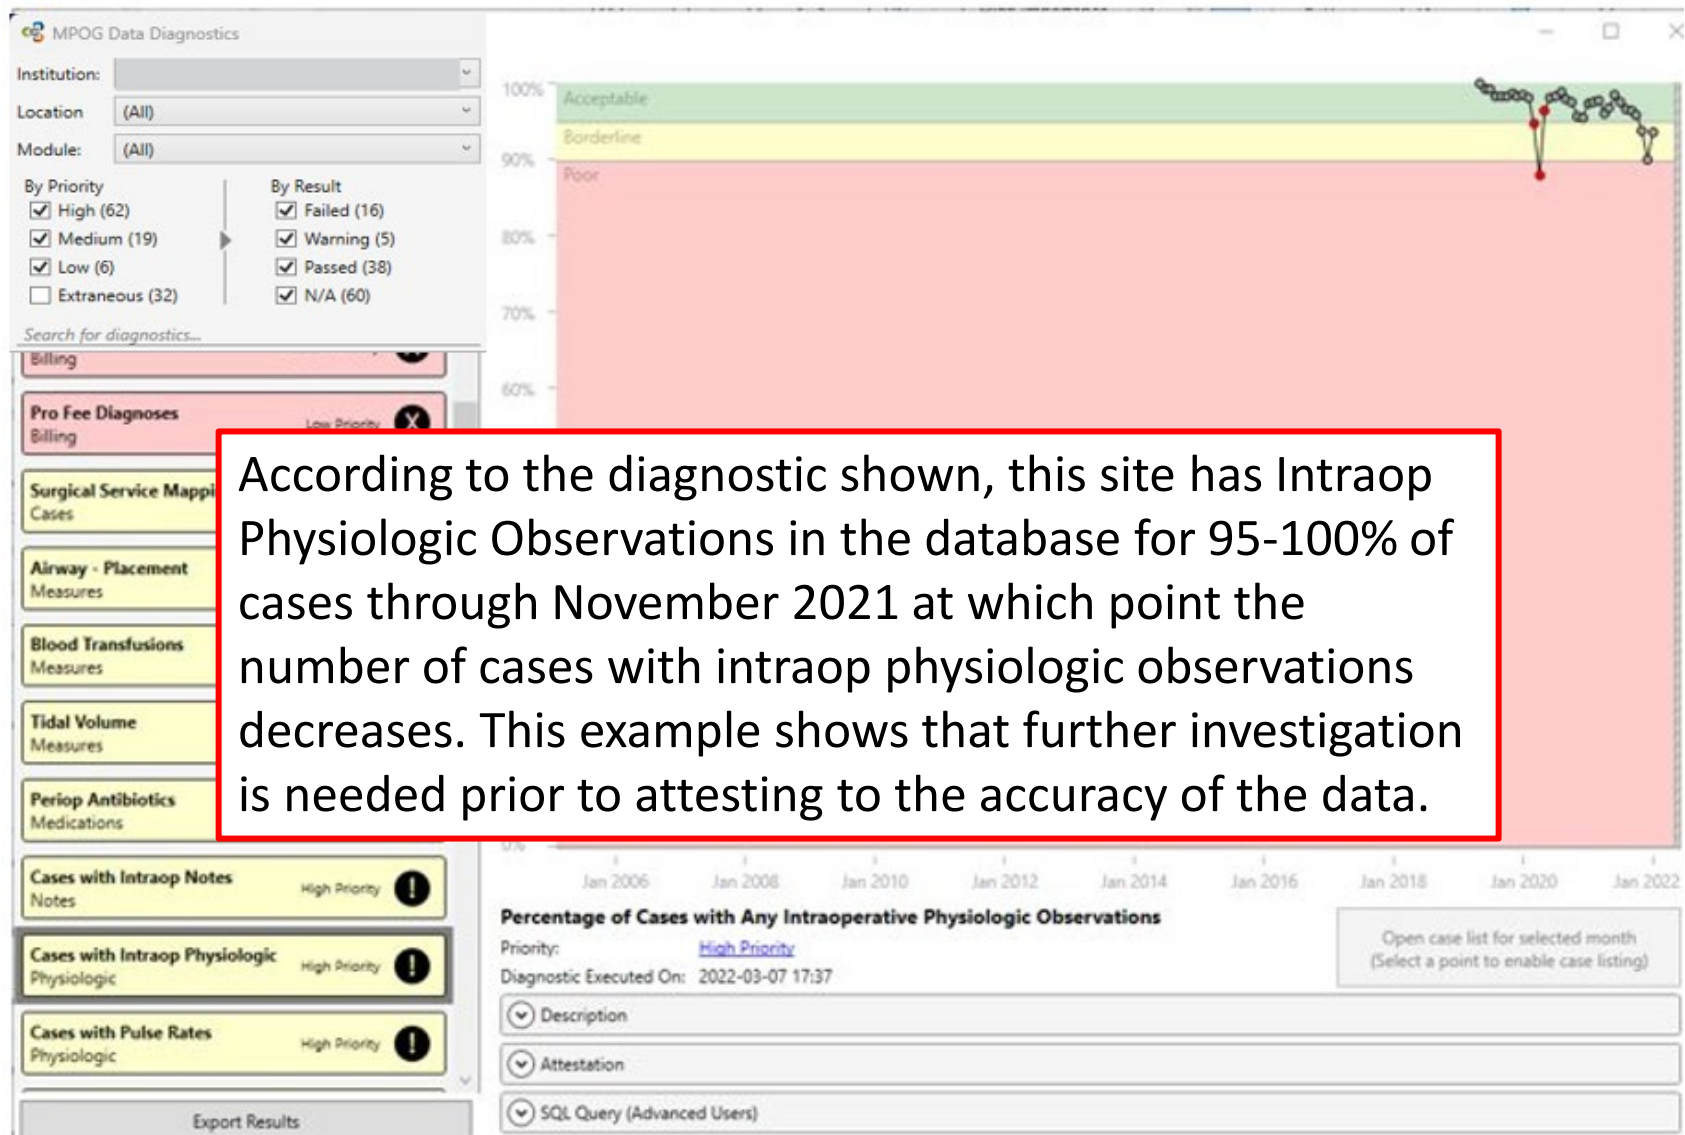 MPOG Data Diagnostics
Institution:
Location (All)
Module: (All)
By Priority By Result
High (62) Failed (16)
Medium (19) Warning (5)
Low (6) Passed (38)
Extraneous (32) N/A (60)
Search for diagnostics...
Billing
Pro Fee Diagnoses
Low Priority X
Billing
Surgical Service Mappi
Cases
Airway - Placement
Measures
Blood Transfusions
Measures
Tidal Volume
Measures
Periop Antibiotics
Medications
Cases with Intraop Notes
High Priority !
Notes
Cases with Intraop Physiologic
High Priority !
Physiologic
Cases with Pulse Rates
High Priority !
Physiologic
Export Results
100%
Acceptable
Borderline
90%
Poor
80%
70%
60%
According to the diagnostic shown, this site has Intraop
Physiologic Observations in the database for 95-100% of
cases through November 2021 at which point the
number of cases with intraop physiologic observations
decreases. This example shows that further investigation
is needed prior to attesting to the accuracy of the data.
0%
Jan 2006 Jan 2008 Jan 2010 Jan 2012 Jan 2014 Jan 2016 Jan 2018 Jan 2020 Jan 2022
Percentage of Cases with Any Intraoperative Physiologic Observations
Priority: High Priority
Diagnostic Executed On: 2022-03-07 17:37
Open case list for selected month
(Select a point to enable case listing)
Description
Attestation
SQL Query (Advanced Users)